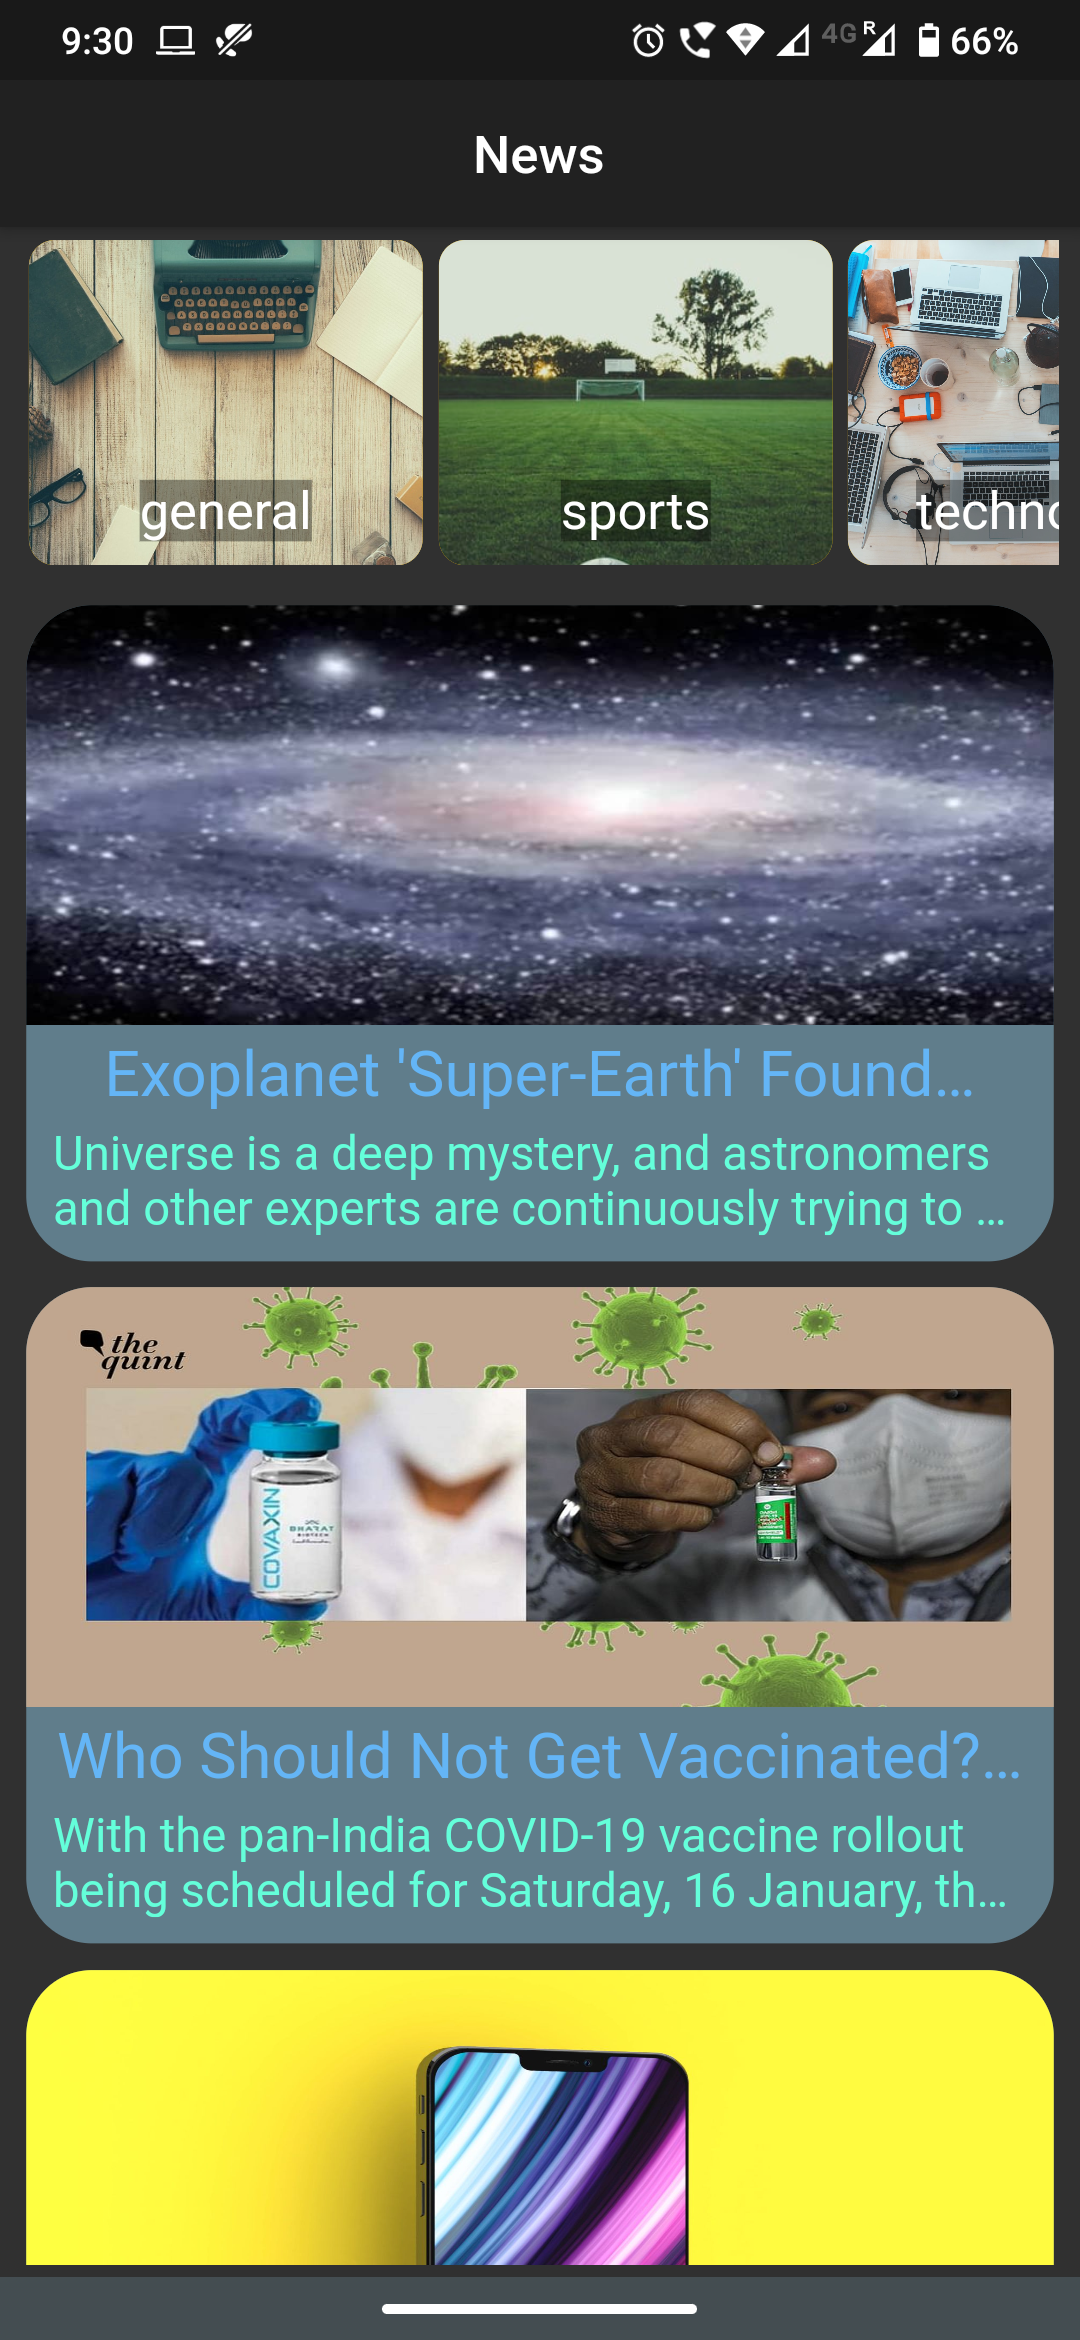 9:30
4G R 66%
News
general
sports
techno
Exoplanet 'Super-Earth' Found...
Universe is a deep mystery, and astronomers
and other experts are continuously trying to ...
the
quint
COVAXIN
BHARAT
BIOTECH
Who Should Not Get Vaccinated?...
With the pan-India COVID-19 vaccine rollout
being scheduled for Saturday, 16 January, th...